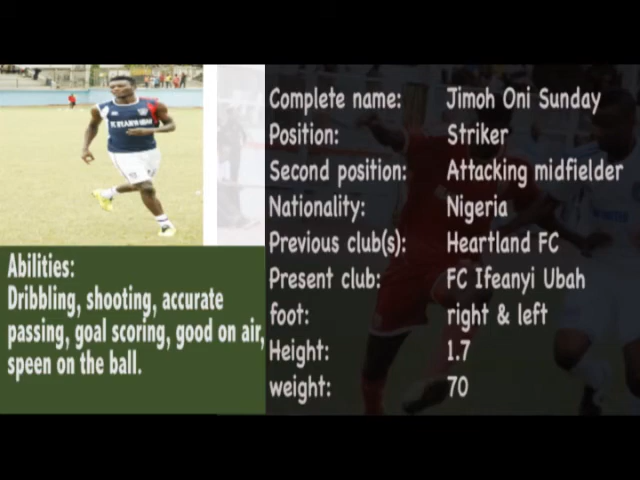 Complete name: Jimoh Oni Sunday
Position: Striker
Second position: Attacking midfielder
Nationality: Nigeria
Previous club(s): Heartland FC
Present club: FC Ifeanyi Ubah
foot: right & left
Height: 1.7
weight: 70
Abilities:
Dribbling, shooting, accurate
passing, goal scoring, good on air,
speen on the ball.